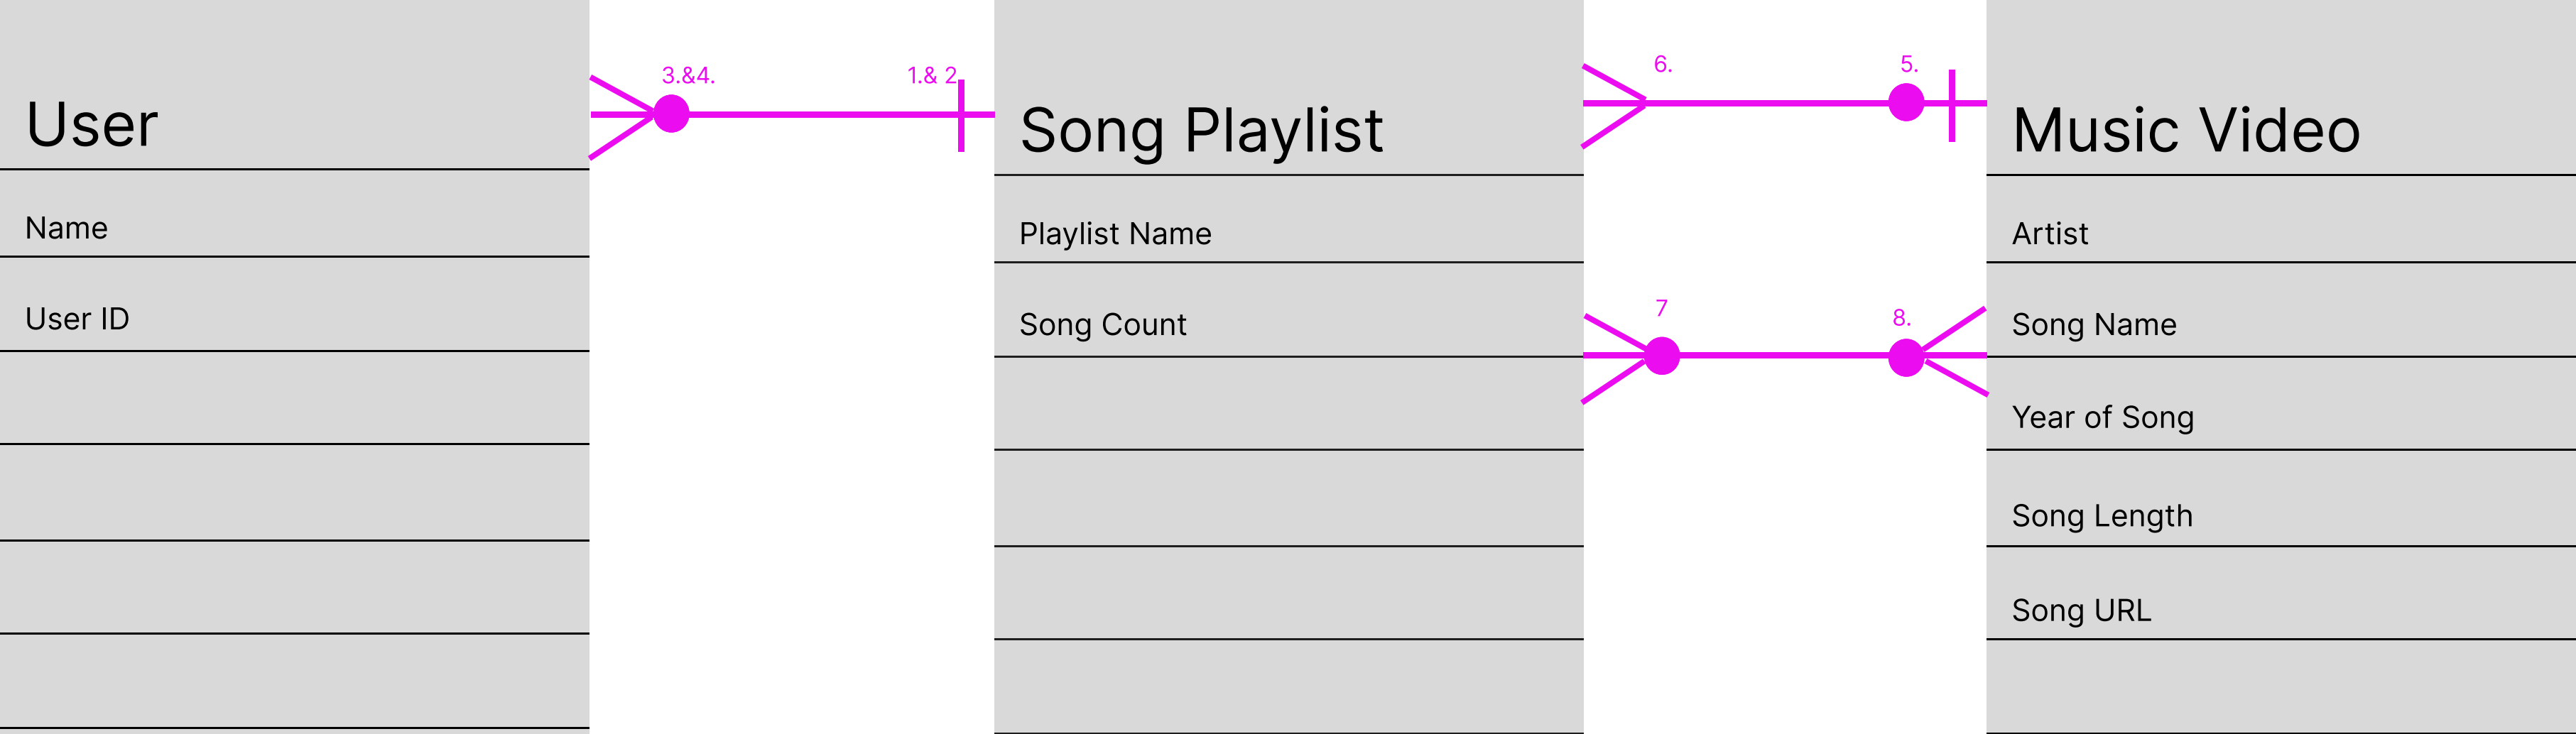 User
Name
User ID
3.&4.
1.& 2
Song Playlist
Playlist Name
Song Count
6.
5.
7
8.
Music Video
Artist
Song Name
Year of Song
Song Length
Song URL